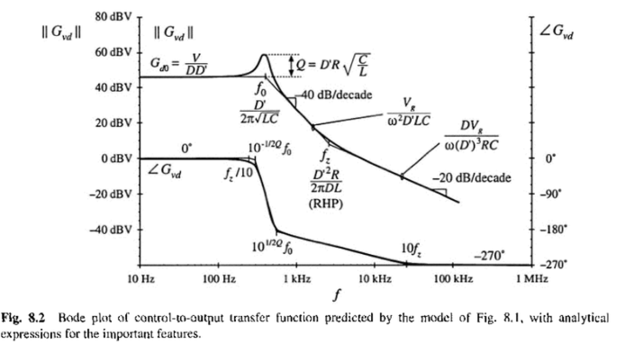 80 dBV
|| G_vd || || G_vd || ∠G_vd
60 dBV
G_d0 = V/DD' Q = D'R √(C/L)
40 dBV
f_0 −40 dB/decade
D'/2π√LC V_g/ω²D'LC
20 dBV
DV_g/ω(D')³RC
0° 10^-1/2Q f_0 f_z
0 dBV 0°
∠G_vd f_z/10 D'²R/2πDL −20 dB/decade
−20 dBV (RHP) −90°
−40 dBV −180°
10^1/2Q f_0 10f_z −270°
−270°
10 Hz 100 Hz 1 kHz 10 kHz 100 kHz 1 MHz
f
Fig. 8.2 Bode plot of control-to-output transfer function predicted by the model of Fig. 8.1, with analytical
expressions for the important features.